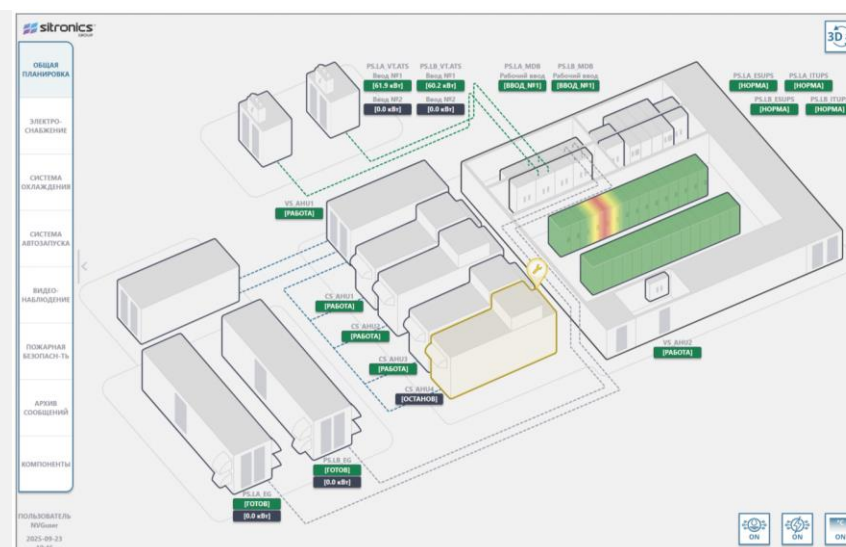 sitronics
GROUP
3D
ОБЩАЯ
ПЛАНИРОВКА
ЭЛЕКТРО-
СНАБЖЕНИЕ
СИСТЕМА
ОХЛАЖДЕНИЯ
СИСТЕМА
АВТОЗАПУСКА
ВИДЕО-
НАБЛЮДЕНИЕ
ПОЖАРНАЯ
БЕЗОПАСН-ТЬ
АРХИВ
СООБЩЕНИЙ
КОМПОНЕНТЫ
ПОЛЬЗОВАТЕЛЬ
2025-09-23
PS.LA_VT.ATS
Ввод №1
[61.9 кВт]
Ввод №2
[0.0 кВт]
PS.LB_VT.ATS
Ввод №1
[60.2 кВт]
Ввод №2
[0.0 кВт]
PS.LA_MDB
Рабочий ввод
[ВВОД_№1]
PS.LB_MDB
Рабочий ввод
[ВВОД_№1]
PS.LA_ESUPS
[НОРМА]
PS.LA_ITUPS
[НОРМА]
PS.LB_ESUPS
[НОРМА]
PS.LB_ITUPS
[НОРМА]
VS_AHU1
[РАБОТА]
CS_AHU1
[РАБОТА]
CS_AHU2
[РАБОТА]
CS_AHU3
[РАБОТА]
CS_AHU4
[ОСТАНОВ]
VS_AHU2
[РАБОТА]
PS.LB_EG
[ГОТОВ]
[0.0 кВт]
PS.LA_EG
[ГОТОВ]
[0.0 кВт]
ON
ON
ON